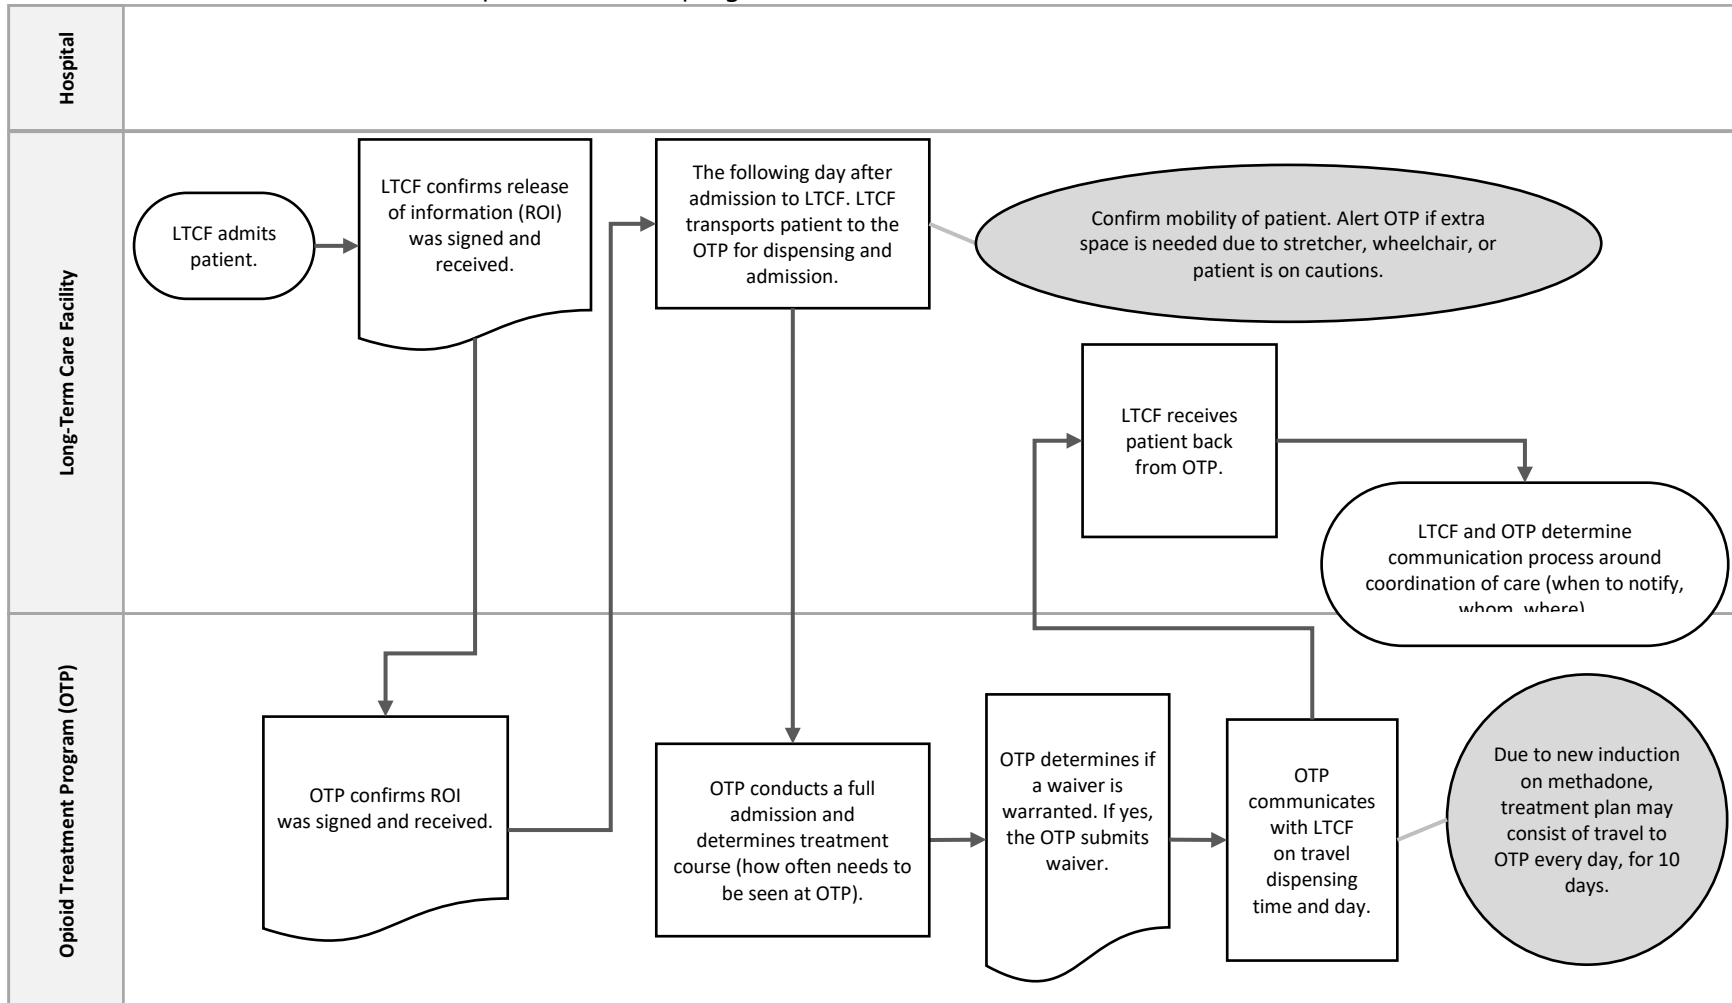 Hospital
Long-Term Care Facility
LTCF admits
patient.
LTCF confirms release
of information (ROI)
was signed and
received.
The following day after
admission to LTCF. LTCF
transports patient to the
OTP for dispensing and
admission.
Confirm mobility of patient. Alert OTP if extra
space is needed due to stretcher, wheelchair, or
patient is on cautions.
LTCF receives
patient back
from OTP.
LTCF and OTP determine
communication process around
coordination of care (when to notify,
whom, where)
Opioid Treatment Program (OTP)
OTP confirms ROI
was signed and received.
OTP conducts a full
admission and
determines treatment
course (how often needs to
be seen at OTP).
OTP determines if
a waiver is
warranted. If yes,
the OTP submits
waiver.
OTP
communicates
with LTCF
on travel
dispensing
time and day.
Due to new induction
on methadone,
treatment plan may
consist of travel to
OTP every day, for 10
days.